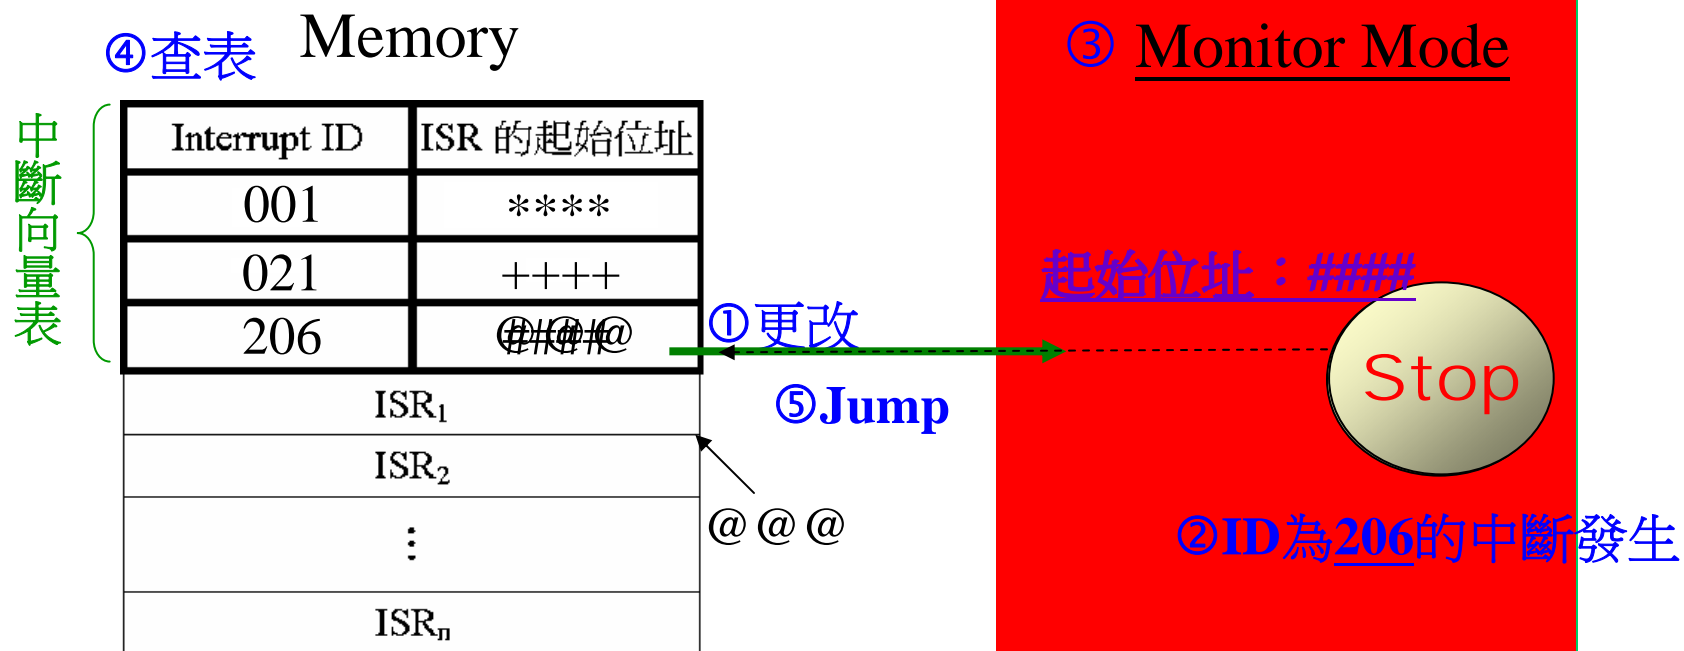 ④查表 Memory
③ Monitor Mode
中斷向量表
Interrupt ID ISR 的起始位址
001 ****
021 ++++
206 @@@ ####
起始位址：####
①更改
Stop
⑤Jump
ISR1
ISR2
⋮
@@@
②ID為206的中斷發生
ISRn